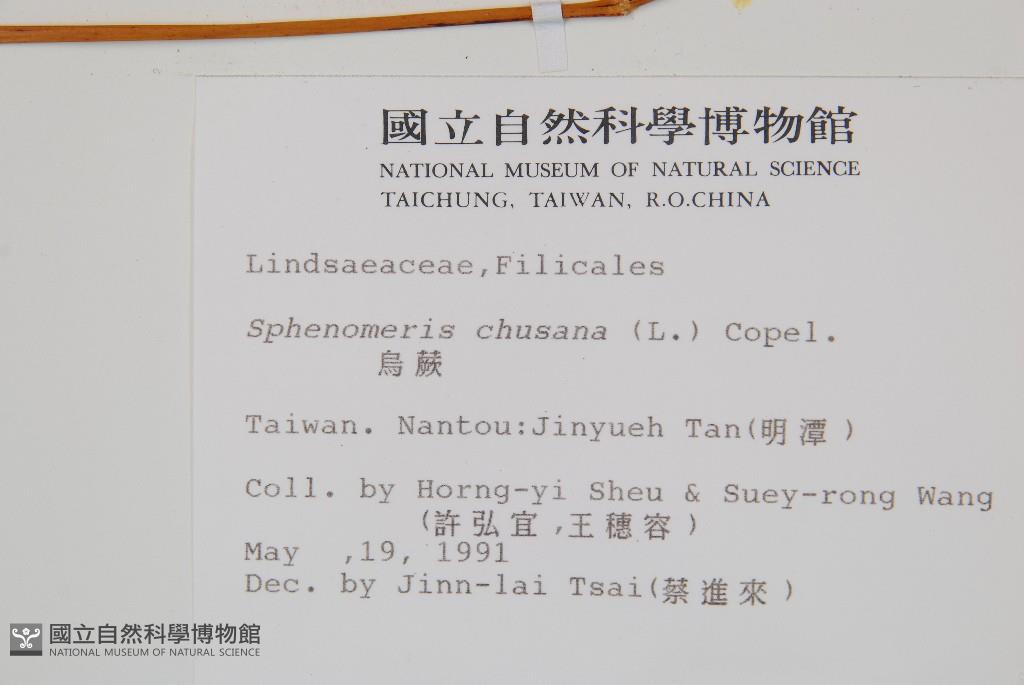 國立自然科學博物館
NATIONAL MUSEUM OF NATURAL SCIENCE
TAICHUNG, TAIWAN, R.O.CHINA
Lindsaeaceae,Filicales
Sphenomeris chusana (L.) Copel.
烏蕨
Taiwan. Nantou:Jinyueh Tan(明潭)
Coll. by Horng-yi Sheu & Suey-rong Wang
(許弘宜,王穗容)
May ,19, 1991
Dec. by Jinn-lai Tsai(蔡進來)
國立自然科學博物館
NATIONAL MUSEUM OF NATURAL SCIENCE